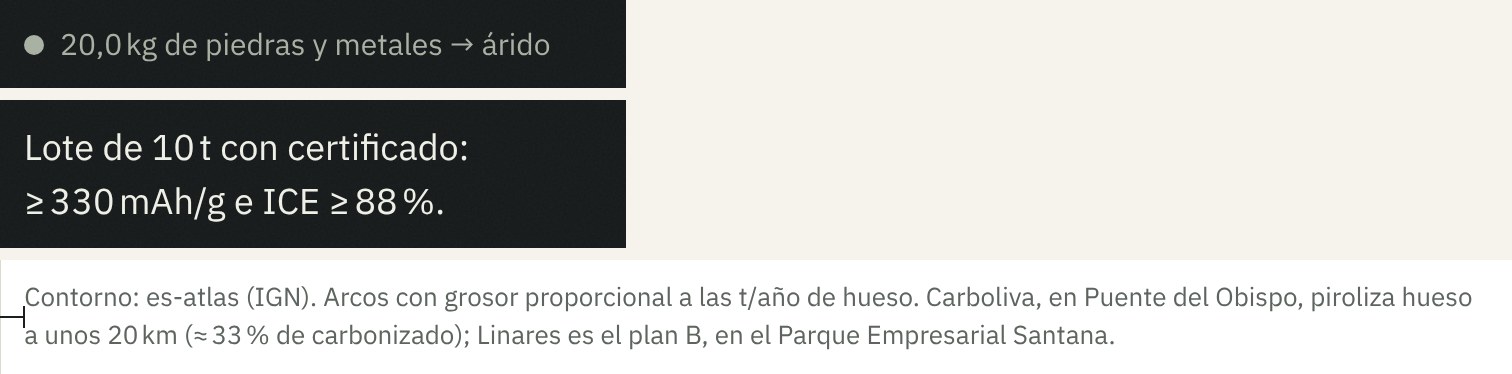 20,0 kg de piedras y metales → árido
Lote de 10 t con certificado:
≥ 330 mAh/g e ICE ≥ 88 %.
Contorno: es-atlas (IGN). Arcos con grosor proporcional a las t/año de hueso. Carboliva, en Puente del Obispo, piroliza hueso
a unos 20 km (≈ 33 % de carbonizado); Linares es el plan B, en el Parque Empresarial Santana.